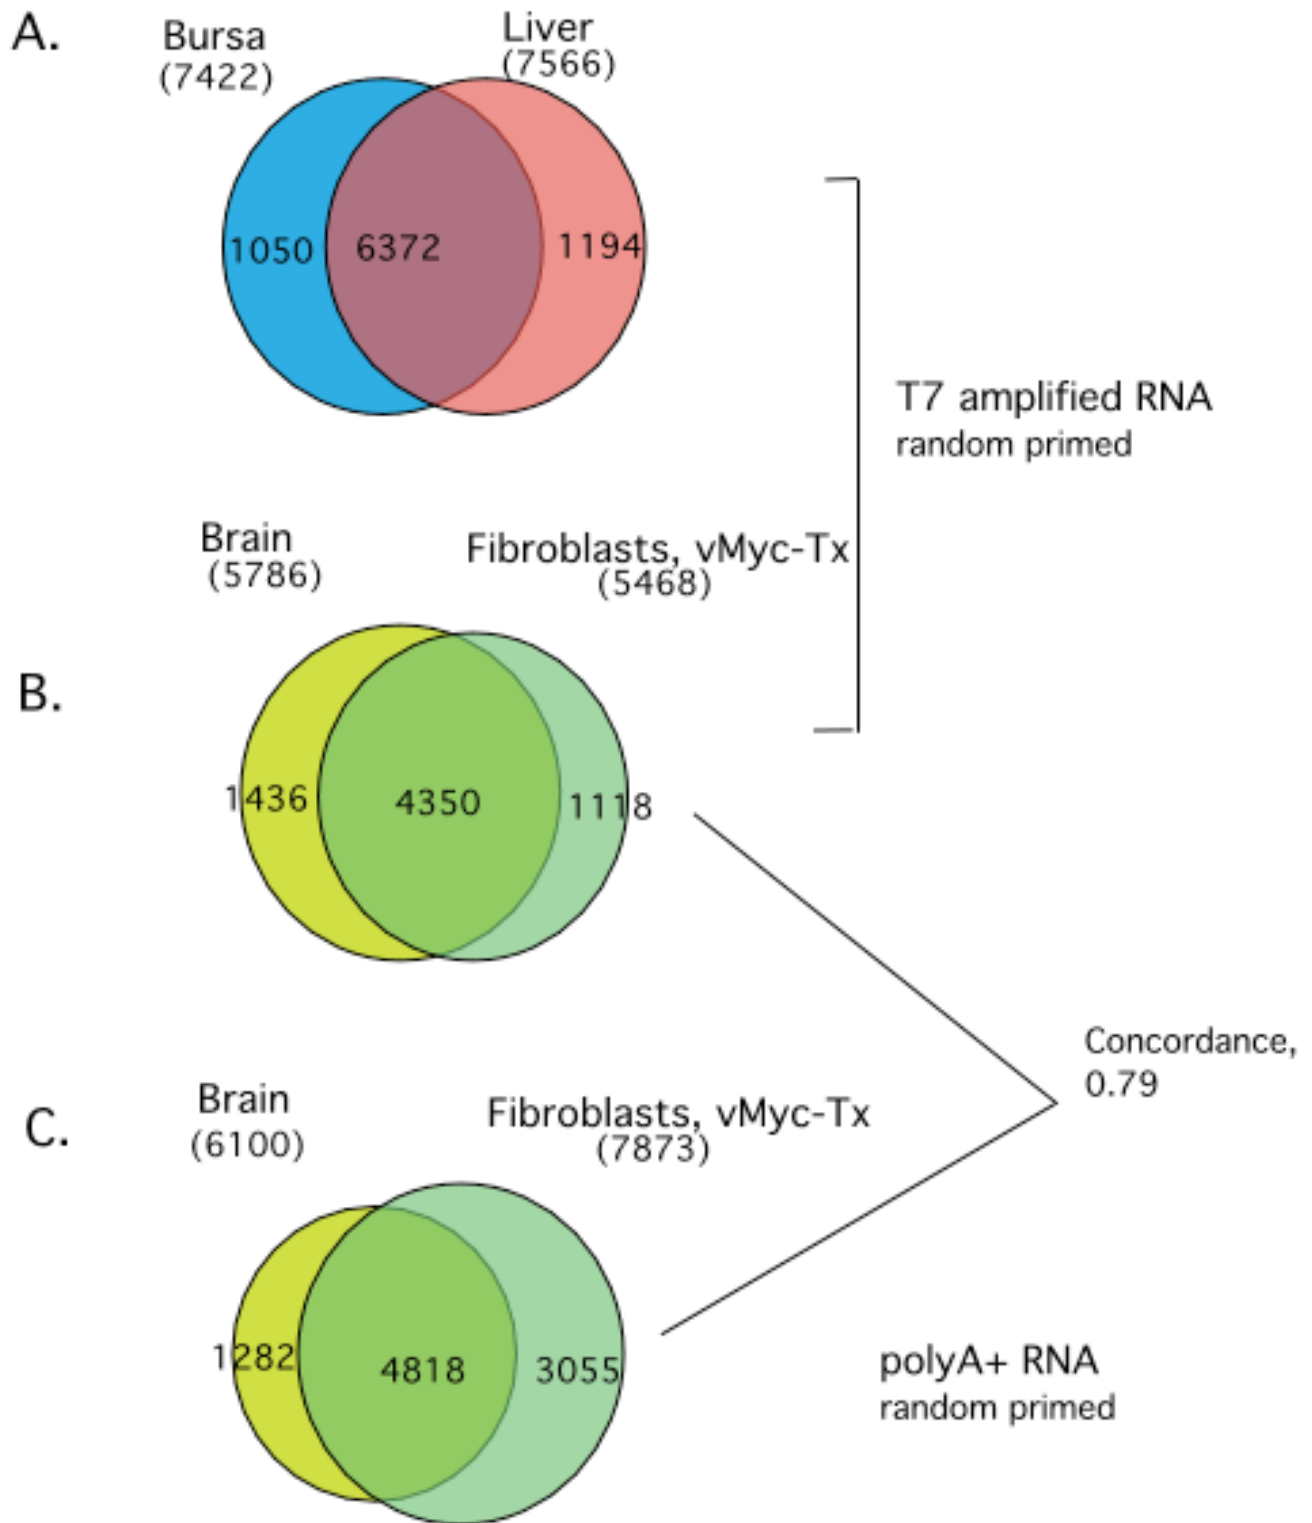 A.
Bursa
(7422)
Liver
(7566)
1050
6372
1194
T7 amplified RNA
random primed
Brain
(5786)
Fibroblasts, vMyc-Tx
(5468)
B.
1436
4350
1118
Concordance,
0.79
C.
Brain
(6100)
Fibroblasts, vMyc-Tx
(7873)
1282
4818
3055
polyA+ RNA
random primed